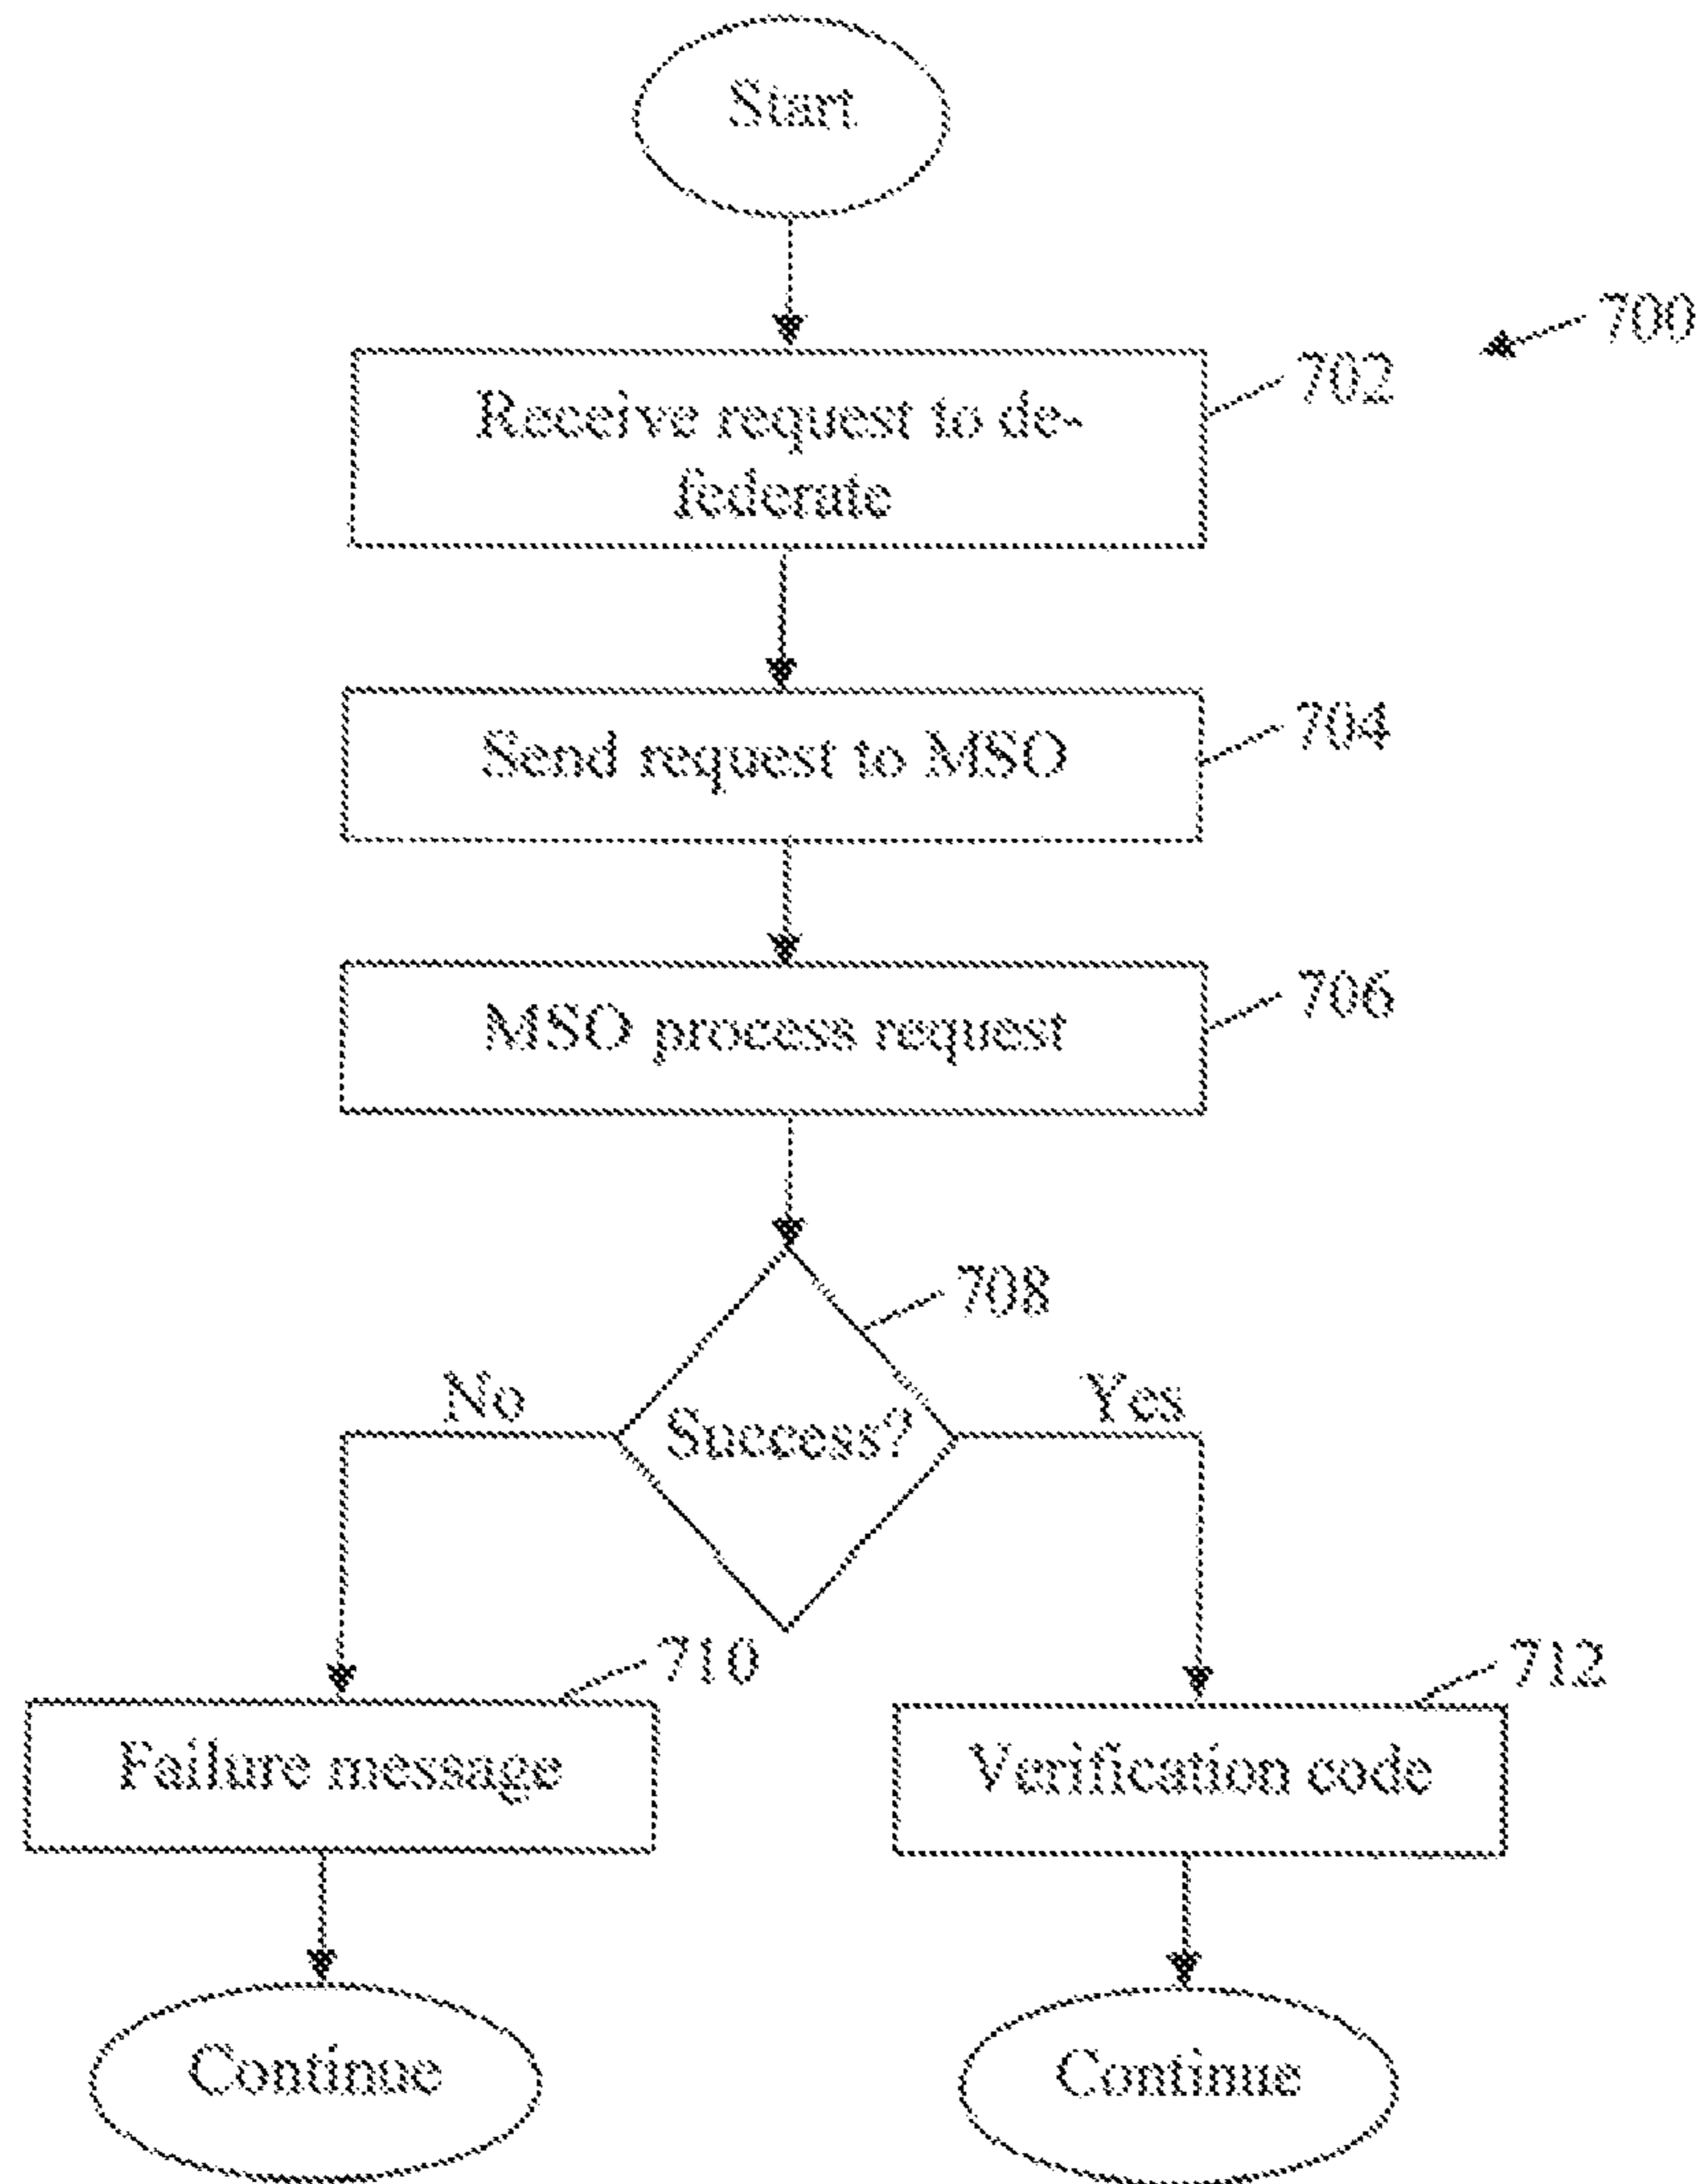 Start
700
702
Receive request to de-
federate
704
Send request to MSO
706
MSO process request
708
No
Yes
Success?
710
712
Failure message
Verification code
Continue
Continue